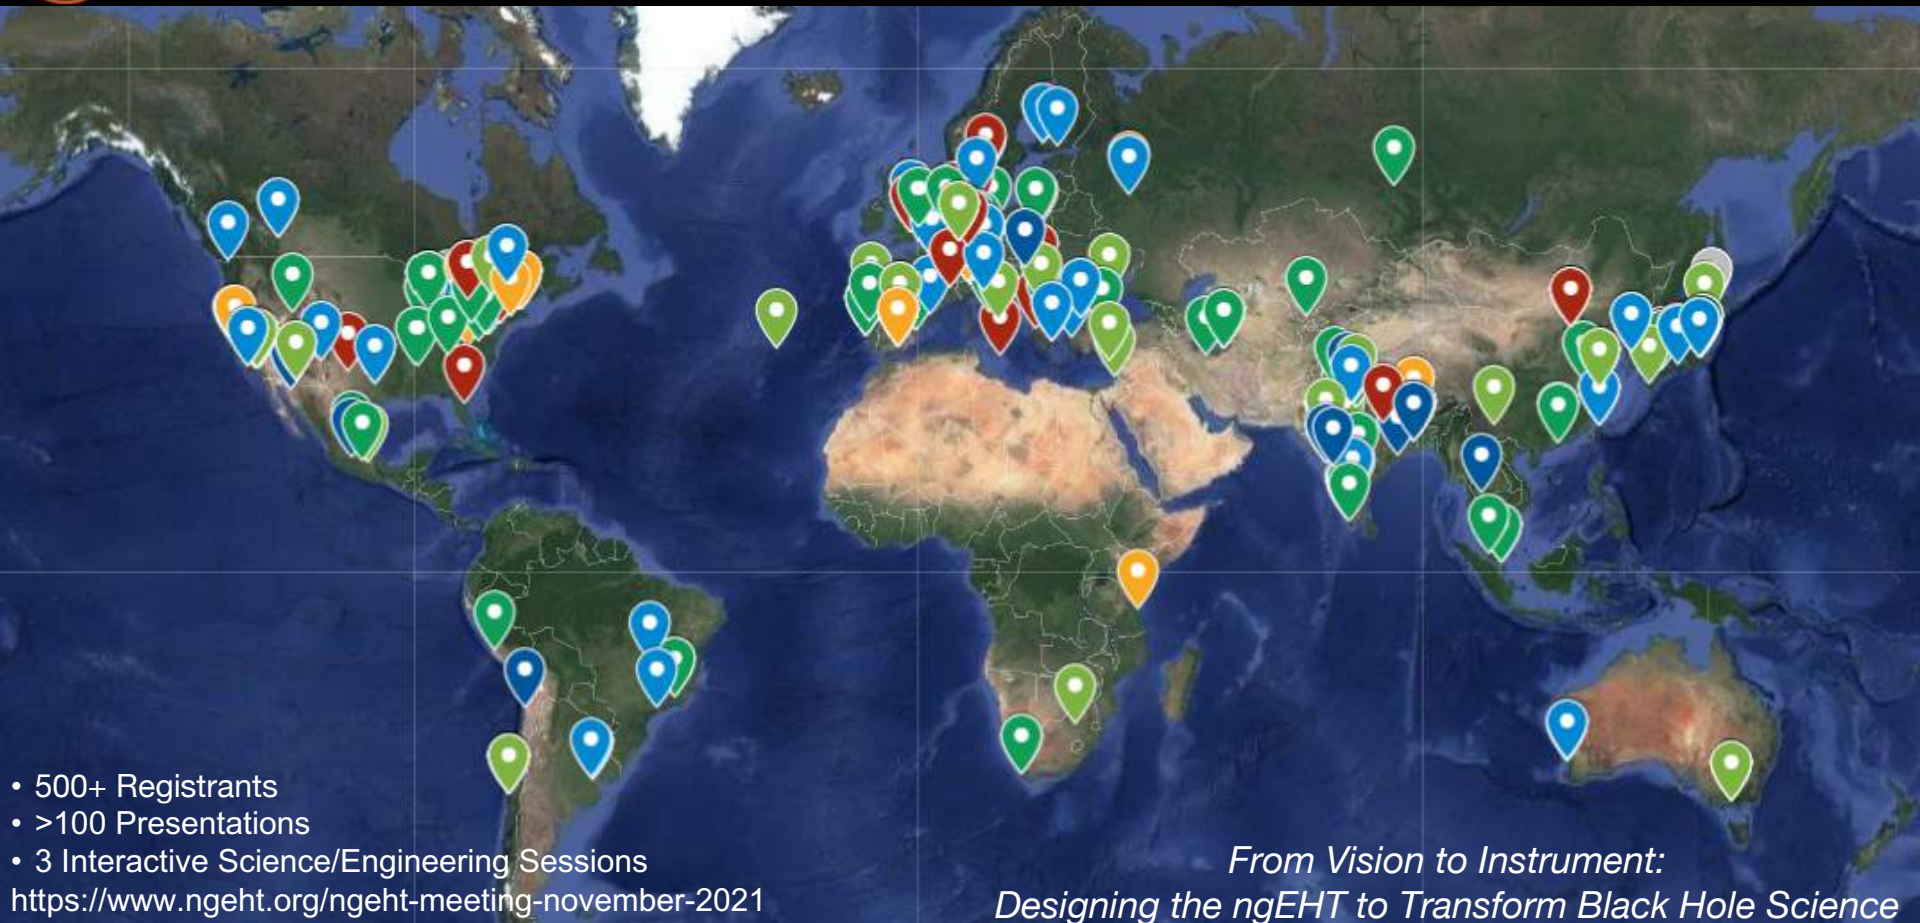 • 500+ Registrants
• >100 Presentations
• 3 Interactive Science/Engineering Sessions
https://www.ngeht.org/ngeht-meeting-november-2021
From Vision to Instrument:
Designing the ngEHT to Transform Black Hole Science